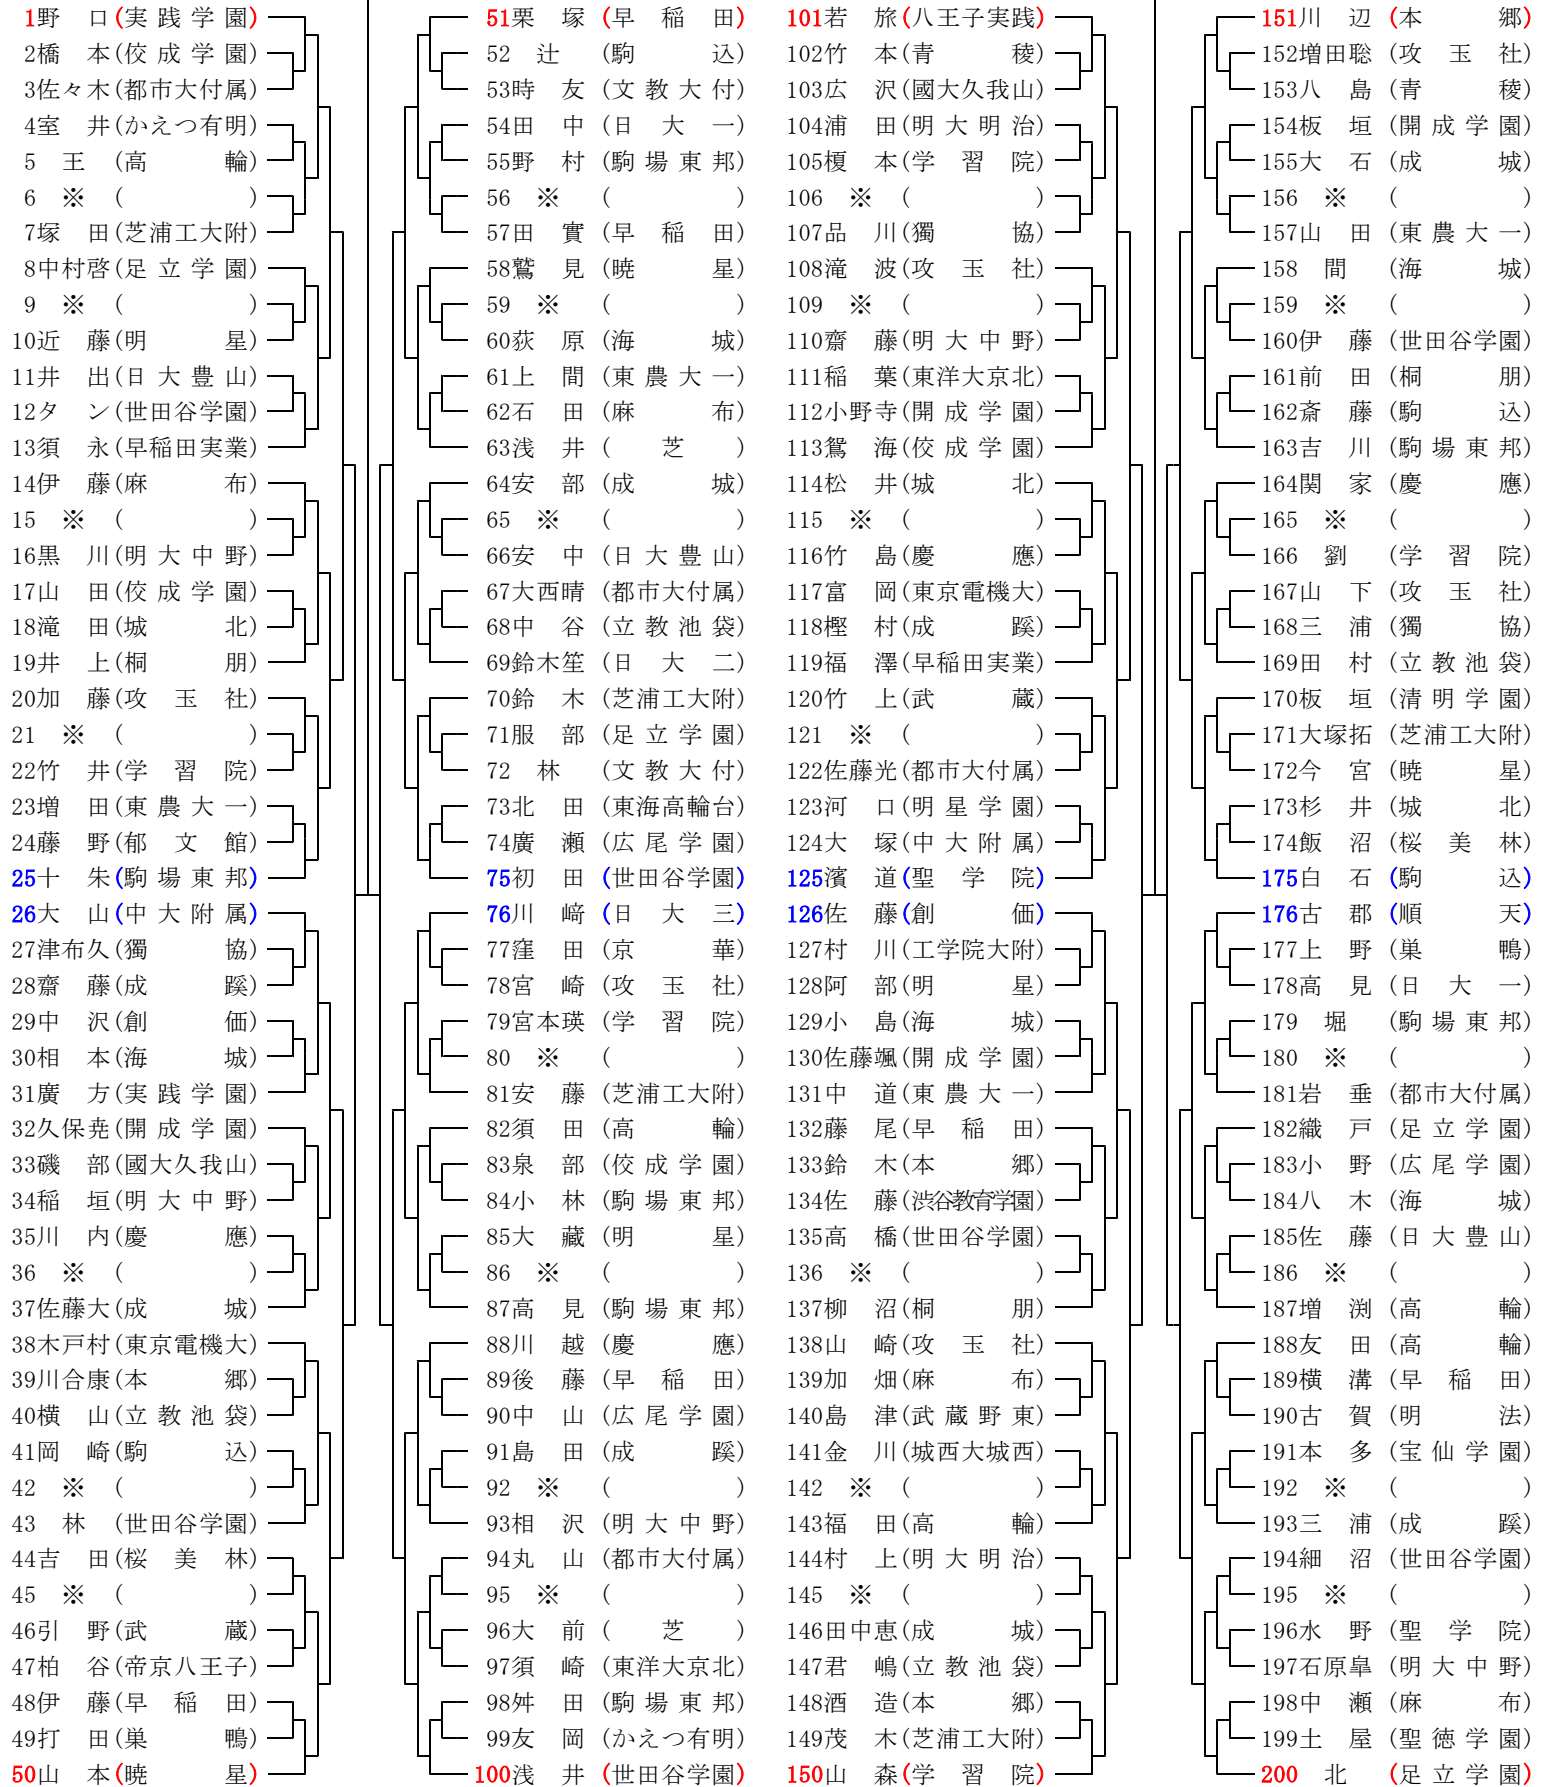 1野 口(実践学園)
2橋 本(佼成学園)
3佐々木(都市大付属)
4室 井(かえつ有明)
5 王 (高 輪)
6 ※ ( )
7塚 田(芝浦工大附)
8中村啓(足立学園)
9 ※ ( )
10近 藤(明 星)
11井 出(日大豊山)
12タ ン(世田谷学園)
13須 永(早稲田実業)
14伊 藤(麻 布)
15 ※ ( )
16黒 川(明大中野)
17山 田(佼成学園)
18滝 田(城 北)
19井 上(桐 朋)
20加 藤(攻 玉 社)
21 ※ ( )
22竹 井(学 習 院)
23増 田(東農大一)
24藤 野(郁 文 館)
25十 朱(駒場東邦)
26大 山(中大附属)
27津布久(獨 協)
28齋 藤(成 蹊)
29中 沢(創 価)
30相 本(海 城)
31廣 方(実践学園)
32久保尭(開成学園)
33磯 部(國大久我山)
34稲 垣(明大中野)
35川 内(慶 應)
36 ※ ( )
37佐藤大(成 城)
38木戸村(東京電機大)
39川合康(本 郷)
40横 山(立教池袋)
41岡 崎(駒 込)
42 ※ ( )
43 林 (世田谷学園)
44吉 田(桜 美 林)
45 ※ ( )
46引 野(武 蔵)
47柏 谷(帝京八王子)
48伊 藤(早 稲 田)
49打 田(巣 鴨)
50山 本(暁 星)
51栗 塚(早 稲 田)
52 辻 (駒 込)
53時 友(文教大付)
54田 中(日 大 一)
55野 村(駒場東邦)
56 ※ ( )
57田 實(早 稲 田)
58鷲 見(暁 星)
59 ※ ( )
60荻 原(海 城)
61上 間(東農大一)
62石 田(麻 布)
63浅 井( 芝 )
64安 部(成 城)
65 ※ ( )
66安 中(日大豊山)
67大西晴(都市大付属)
68中 谷(立教池袋)
69鈴木笙(日 大 二)
70鈴 木(芝浦工大附)
71服 部(足立学園)
72 林 (文教大付)
73北 田(東海高輪台)
74廣 瀬(広尾学園)
75初 田(世田谷学園)
76川 﨑(日 大 三)
77窪 田(京 華)
78宮 崎(攻 玉 社)
79宮本瑛(学 習 院)
80 ※ ( )
81安 藤(芝浦工大附)
82須 田(高 輪)
83泉 部(佼成学園)
84小 林(駒場東邦)
85大 藏(明 星)
86 ※ ( )
87高 見(駒場東邦)
88川 越(慶 應)
89後 藤(早 稲 田)
90中 山(広尾学園)
91島 田(成 蹊)
92 ※ ( )
93相 沢(明大中野)
94丸 山(都市大付属)
95 ※ ( )
96大 前( 芝 )
97須 崎(東洋大京北)
98舛 田(駒場東邦)
99友 岡(かえつ有明)
100浅 井(世田谷学園)
101若 旅(八王子実践)
102竹 本(青 稜)
103広 沢(國大久我山)
104浦 田(明大明治)
105榎 本(学 習 院)
106 ※ ( )
107品 川(獨 協)
108滝 波(攻 玉 社)
109 ※ ( )
110齋 藤(明大中野)
111稲 葉(東洋大京北)
112小野寺(開成学園)
113鴛 海(佼成学園)
114松 井(城 北)
115 ※ ( )
116竹 島(慶 應)
117富 岡(東京電機大)
118樫 村(成 蹊)
119福 澤(早稲田実業)
120竹 上(武 蔵)
121 ※ ( )
122佐藤光(都市大付属)
123河 口(明星学園)
124大 塚(中大附属)
125濱 道(聖 学 院)
126佐 藤(創 価)
127村 川(工学院大附)
128阿 部(明 星)
129小 島(海 城)
130佐藤颯(開成学園)
131中 道(東農大一)
132藤 尾(早 稲 田)
133鈴 木(本 郷)
134佐 藤(渋谷教育学園)
135高 橋(世田谷学園)
136 ※ ( )
137柳 沼(桐 朋)
138山 崎(攻 玉 社)
139加 畑(麻 布)
140島 津(武蔵野東)
141金 川(城西大城西)
142 ※ ( )
143福 田(高 輪)
144村 上(明大明治)
145 ※ ( )
146田中恵(成 城)
147君 嶋(立教池袋)
148酒 造(本 郷)
149茂 木(芝浦工大附)
150山 森(学 習 院)
151川 辺(本 郷)
152増田聡(攻 玉 社)
153八 島(青 稜)
154板 垣(開成学園)
155大 石(成 城)
156 ※ ( )
157山 田(東農大一)
158 間 (海 城)
159 ※ ( )
160伊 藤(世田谷学園)
161前 田(桐 朋)
162斎 藤(駒 込)
163吉 川(駒場東邦)
164関 家(慶 應)
165 ※ ( )
166 劉 (学 習 院)
167山 下(攻 玉 社)
168三 浦(獨 協)
169田 村(立教池袋)
170板 垣(清明学園)
171大塚拓(芝浦工大附)
172今 宮(暁 星)
173杉 井(城 北)
174飯 沼(桜 美 林)
175白 石(駒 込)
176古 郡(順 天)
177上 野(巣 鴨)
178高 見(日 大 一)
179 堀 (駒場東邦)
180 ※ ( )
181岩 垂(都市大付属)
182織 戸(足立学園)
183小 野(広尾学園)
184八 木(海 城)
185佐 藤(日大豊山)
186 ※ ( )
187増 渕(高 輪)
188友 田(高 輪)
189横 溝(早 稲 田)
190古 賀(明 法)
191本 多(宝仙学園)
192 ※ ( )
193三 浦(成 蹊)
194細 沼(世田谷学園)
195 ※ ( )
196水 野(聖 学 院)
197石原皐(明大中野)
198中 瀬(麻 布)
199土 屋(聖徳学園)
200 北 (足立学園)